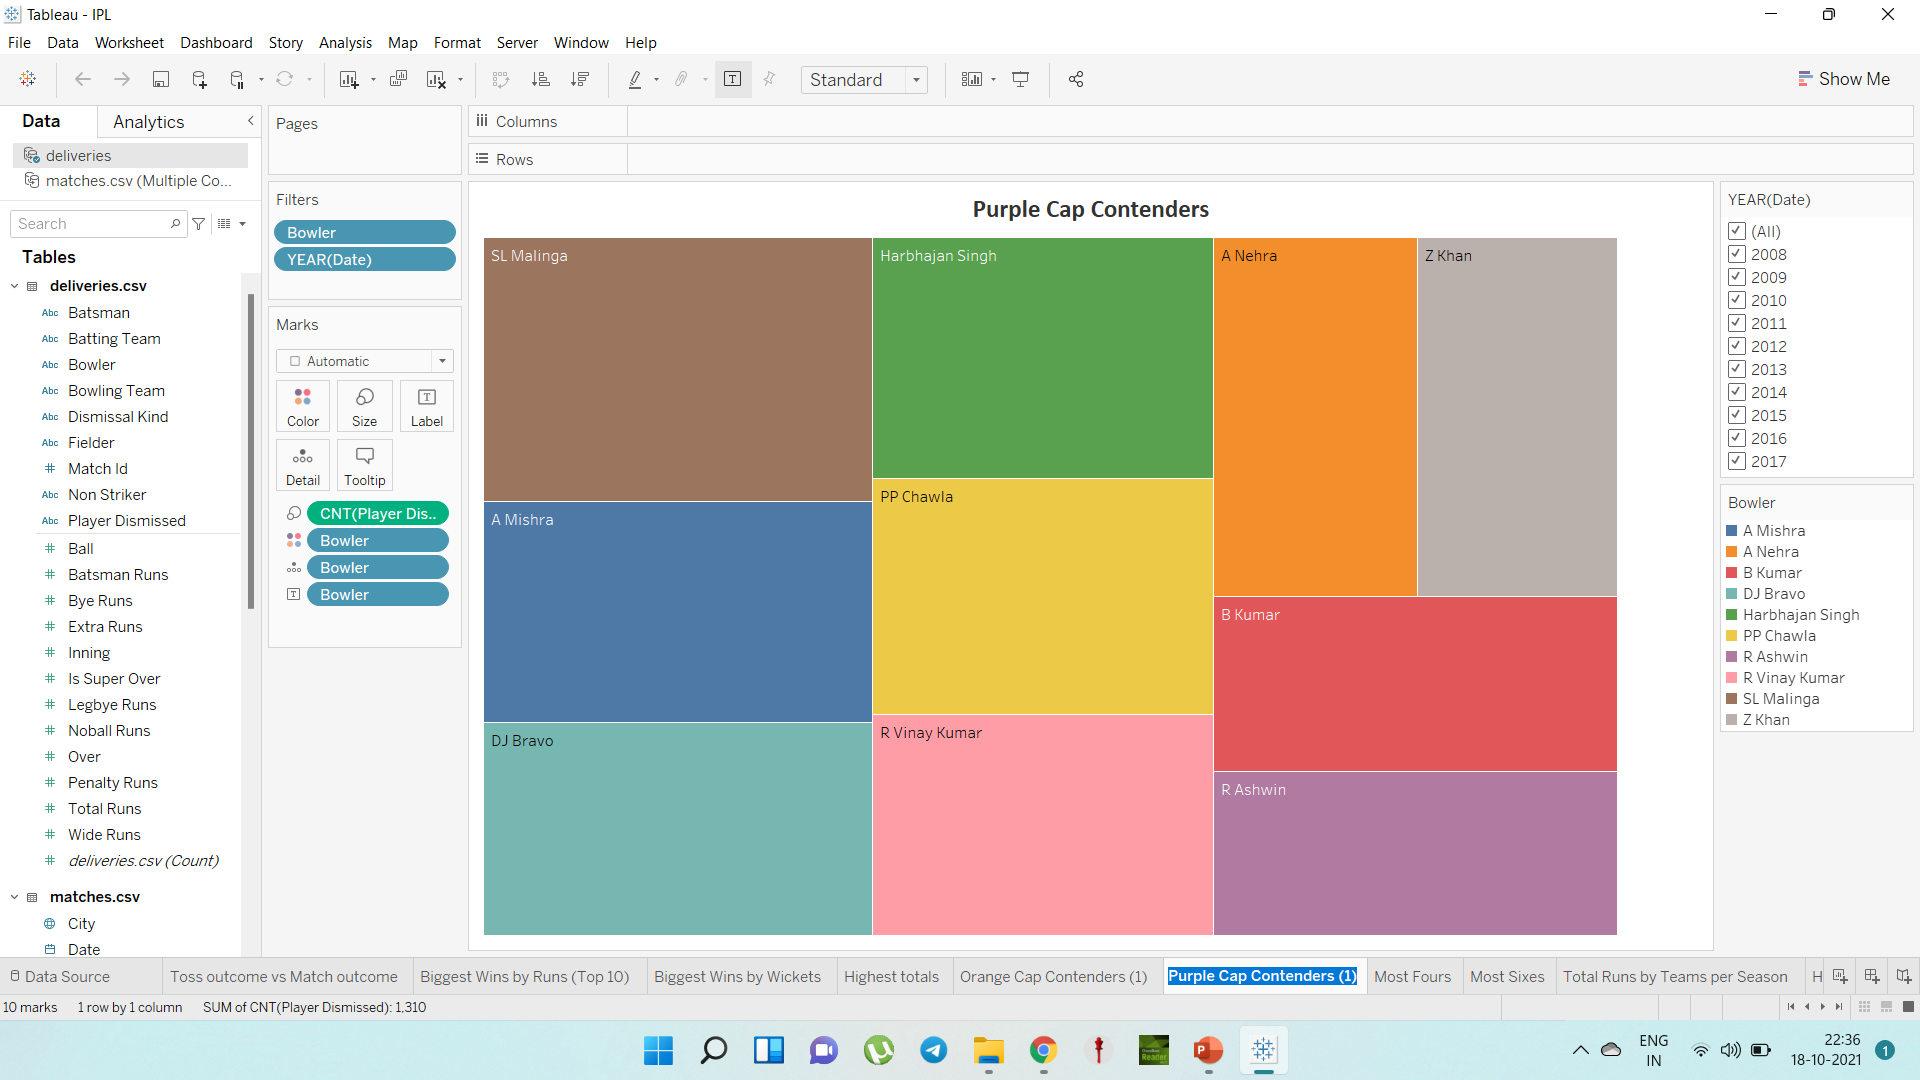 Tableau - IPL
File Data Worksheet Dashboard Story Analysis Map Format Server Window Help
Standard
Show Me
Data
Analytics
deliveries
matches.csv (Multiple Co...
Search
Tables
deliveries.csv
Abc Batsman
Abc Batting Team
Abc Bowler
Abc Bowling Team
Abc Dismissal Kind
Abc Fielder
# Match Id
Abc Non Striker
Abc Player Dismissed
# Ball
# Batsman Runs
# Bye Runs
# Extra Runs
# Inning
# Is Super Over
# Legbye Runs
# Noball Runs
# Over
# Penalty Runs
# Total Runs
# Wide Runs
# deliveries.csv (Count)
matches.csv
City
Date
Pages
Filters
Bowler
YEAR(Date)
Marks
Automatic
Color Size Label
Detail Tooltip
CNT(Player Dis..
Bowler
Bowler
Bowler
Columns
Rows
Purple Cap Contenders
SL Malinga
Harbhajan Singh
A Nehra
Z Khan
PP Chawla
A Mishra
B Kumar
R Vinay Kumar
DJ Bravo
R Ashwin
YEAR(Date)
(All)
2008
2009
2010
2011
2012
2013
2014
2015
2016
2017
Bowler
A Mishra
A Nehra
B Kumar
DJ Bravo
Harbhajan Singh
PP Chawla
R Ashwin
R Vinay Kumar
SL Malinga
Z Khan
Data Source Toss outcome vs Match outcome Biggest Wins by Runs (Top 10) Biggest Wins by Wickets Highest totals Orange Cap Contenders (1) Purple Cap Contenders (1) Most Fours Most Sixes Total Runs by Teams per Season H
10 marks 1 row by 1 column SUM of CNT(Player Dismissed): 1,310
Reader
ENG
IN
22:36
18-10-2021
1